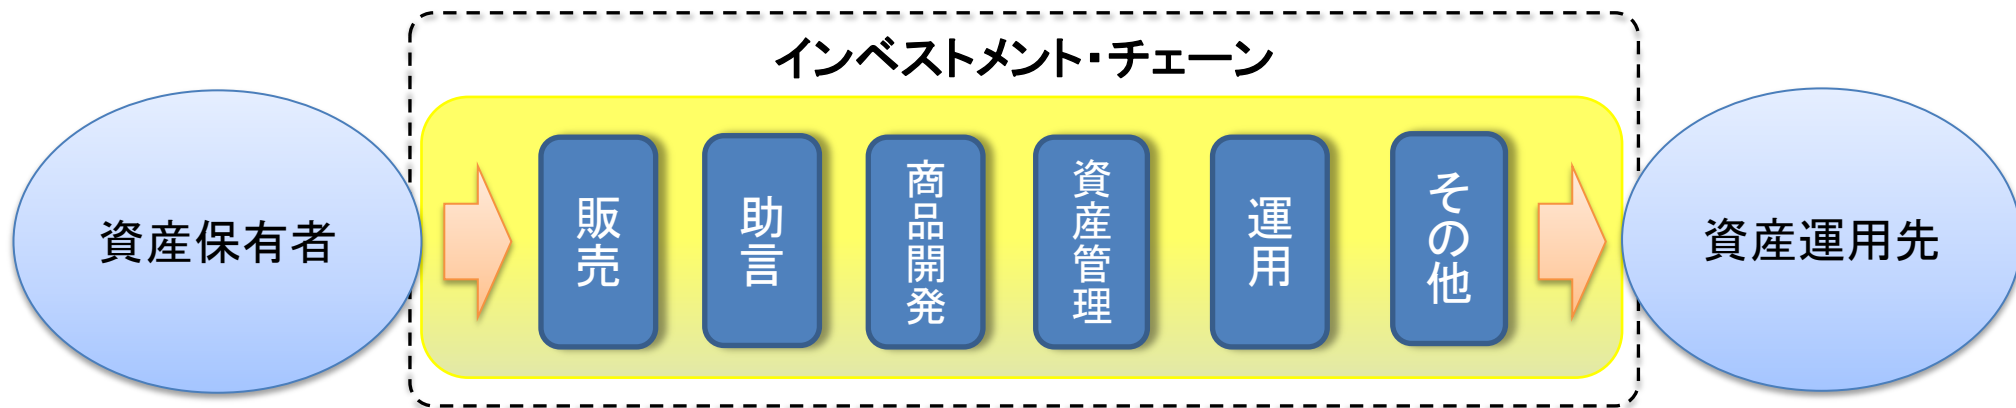 インベストメント・チェーン
資産保有者
販売
助言
商品開発
資産管理
運用
その他
資産運用先